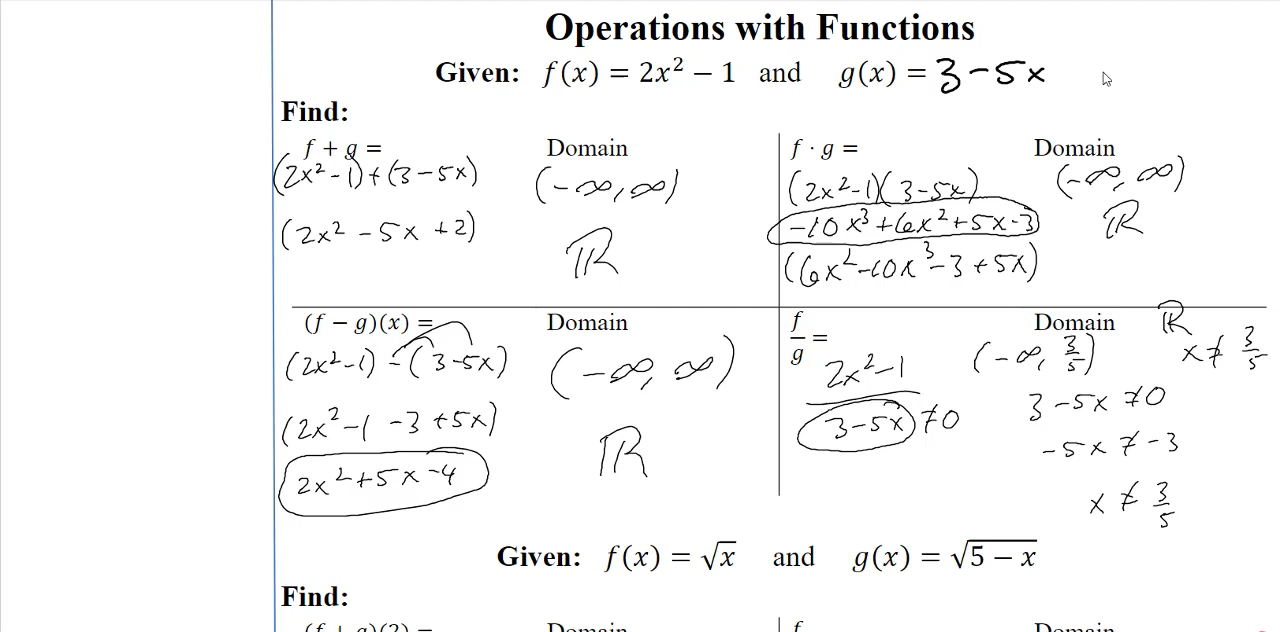 Operations with Functions
Given: f(x) = 2x² − 1 and g(x) = 3 − 5x
Find:
f + g =
(2x² − 1) + (3 − 5x)
(2x² − 5x + 2)
Domain
(−∞, ∞)
ℝ
f · g =
(2x² − 1)(3 − 5x)
−10x³ + 6x² + 5x − 3
(6x² − 10x³ − 3 + 5x)
Domain
(−∞, ∞)
ℝ
(f − g)(x) =
(2x² − 1) − (3 − 5x)
(2x² − 1 − 3 + 5x)
2x² + 5x − 4
Domain
(−∞, ∞)
ℝ
f/g =
2x² − 1
3 − 5x ≠ 0
Domain
ℝ
x ≠ 3/5
(−∞, 3/5)
3 − 5x ≠ 0
−5x ≠ −3
x ≠ 3/5
Given: f(x) = √x and g(x) = √(5 − x)
Find:
(f + g)(2) =
Domain
f
Domain